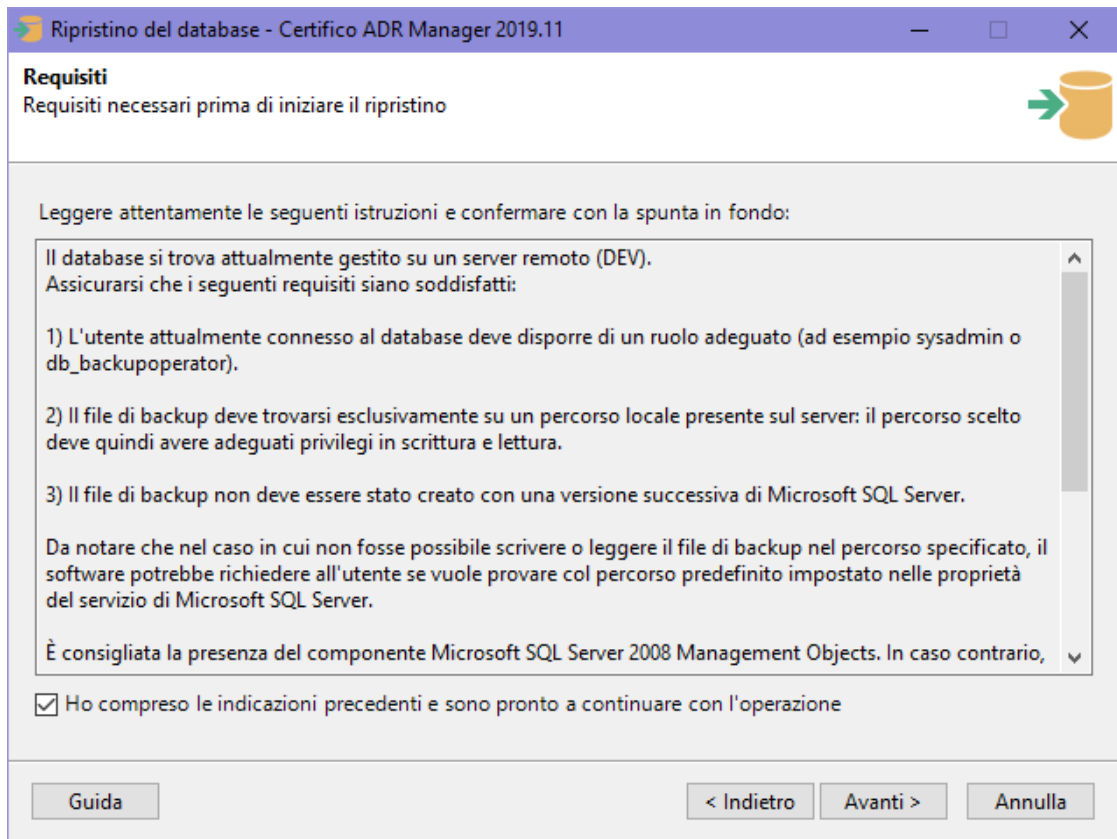 Ripristino del database - Certifico ADR Manager 2019.11
Requisiti
Requisiti necessari prima di iniziare il ripristino
Leggere attentamente le seguenti istruzioni e confermare con la spunta in fondo:
Il database si trova attualmente gestito su un server remoto (DEV).
Assicurarsi che i seguenti requisiti siano soddisfatti:
1) L'utente attualmente connesso al database deve disporre di un ruolo adeguato (ad esempio sysadmin o
db_backupoperator).
2) Il file di backup deve trovarsi esclusivamente su un percorso locale presente sul server: il percorso scelto
deve quindi avere adeguati privilegi in scrittura e lettura.
3) Il file di backup non deve essere stato creato con una versione successiva di Microsoft SQL Server.
Da notare che nel caso in cui non fosse possibile scrivere o leggere il file di backup nel percorso specificato, il
software potrebbe richiedere all'utente se vuole provare col percorso predefinito impostato nelle proprietà
del servizio di Microsoft SQL Server.
È consigliata la presenza del componente Microsoft SQL Server 2008 Management Objects. In caso contrario,
Ho compreso le indicazioni precedenti e sono pronto a continuare con l'operazione
Guida
< Indietro
Avanti >
Annulla